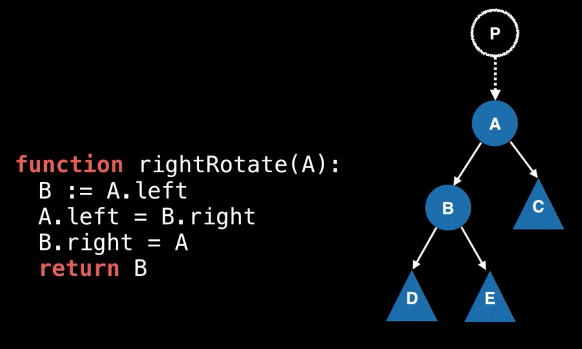 function rightRotate(A):
B := A.left
A.left = B.right
B.right = A
return B
P
A
B
C
D
E